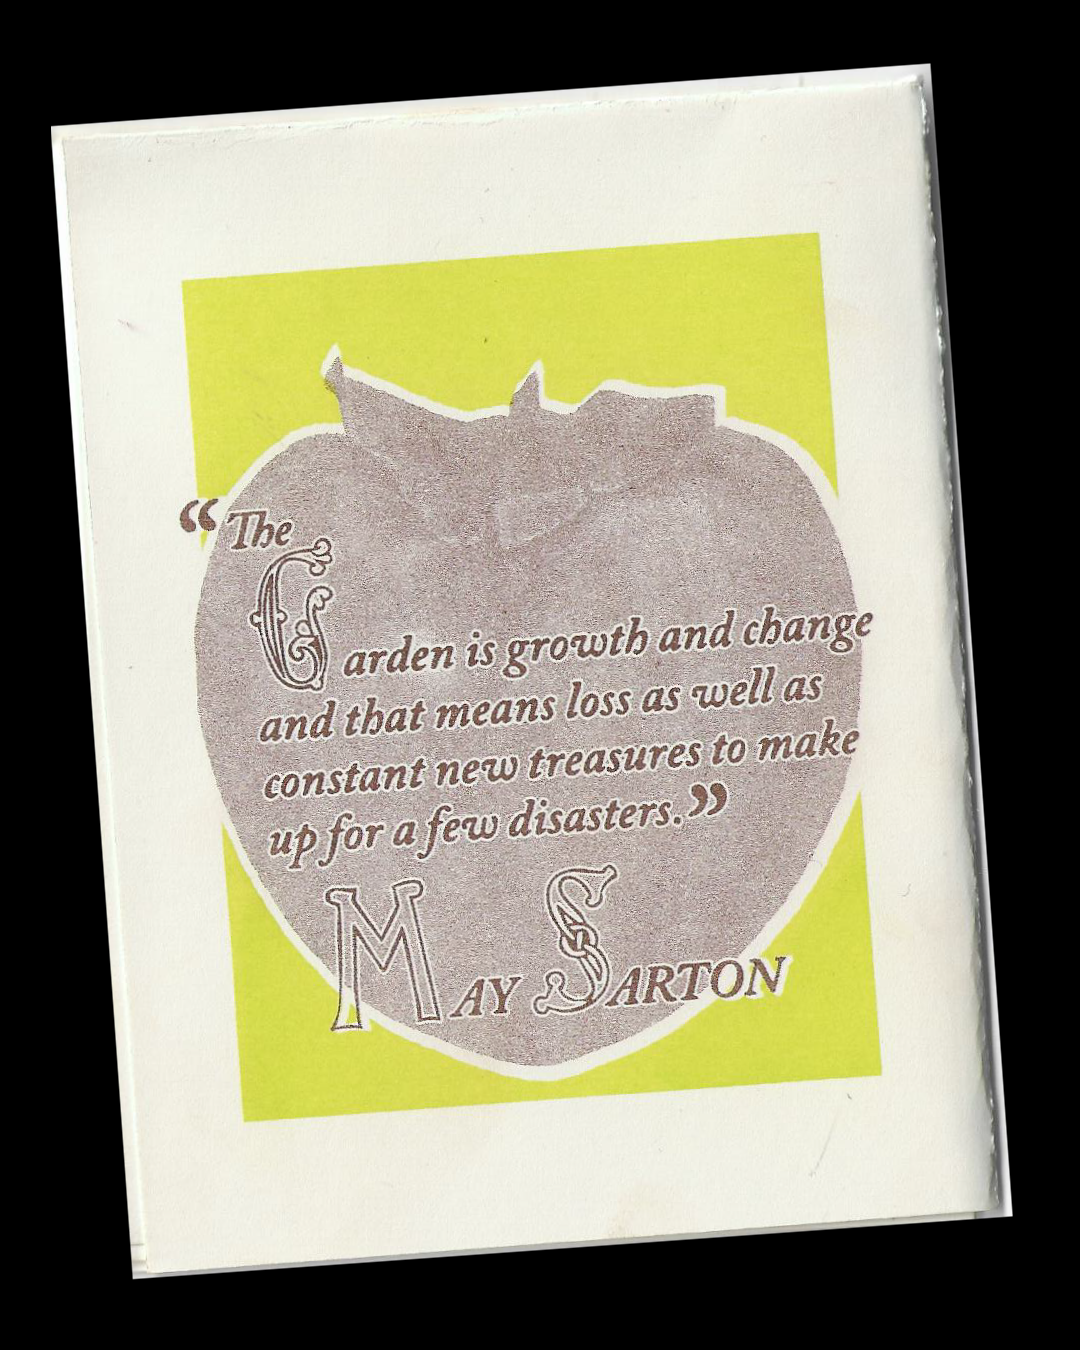 “The
Garden is growth and change
and that means loss as well as
constant new treasures to make
up for a few disasters.”
MAY SARTON